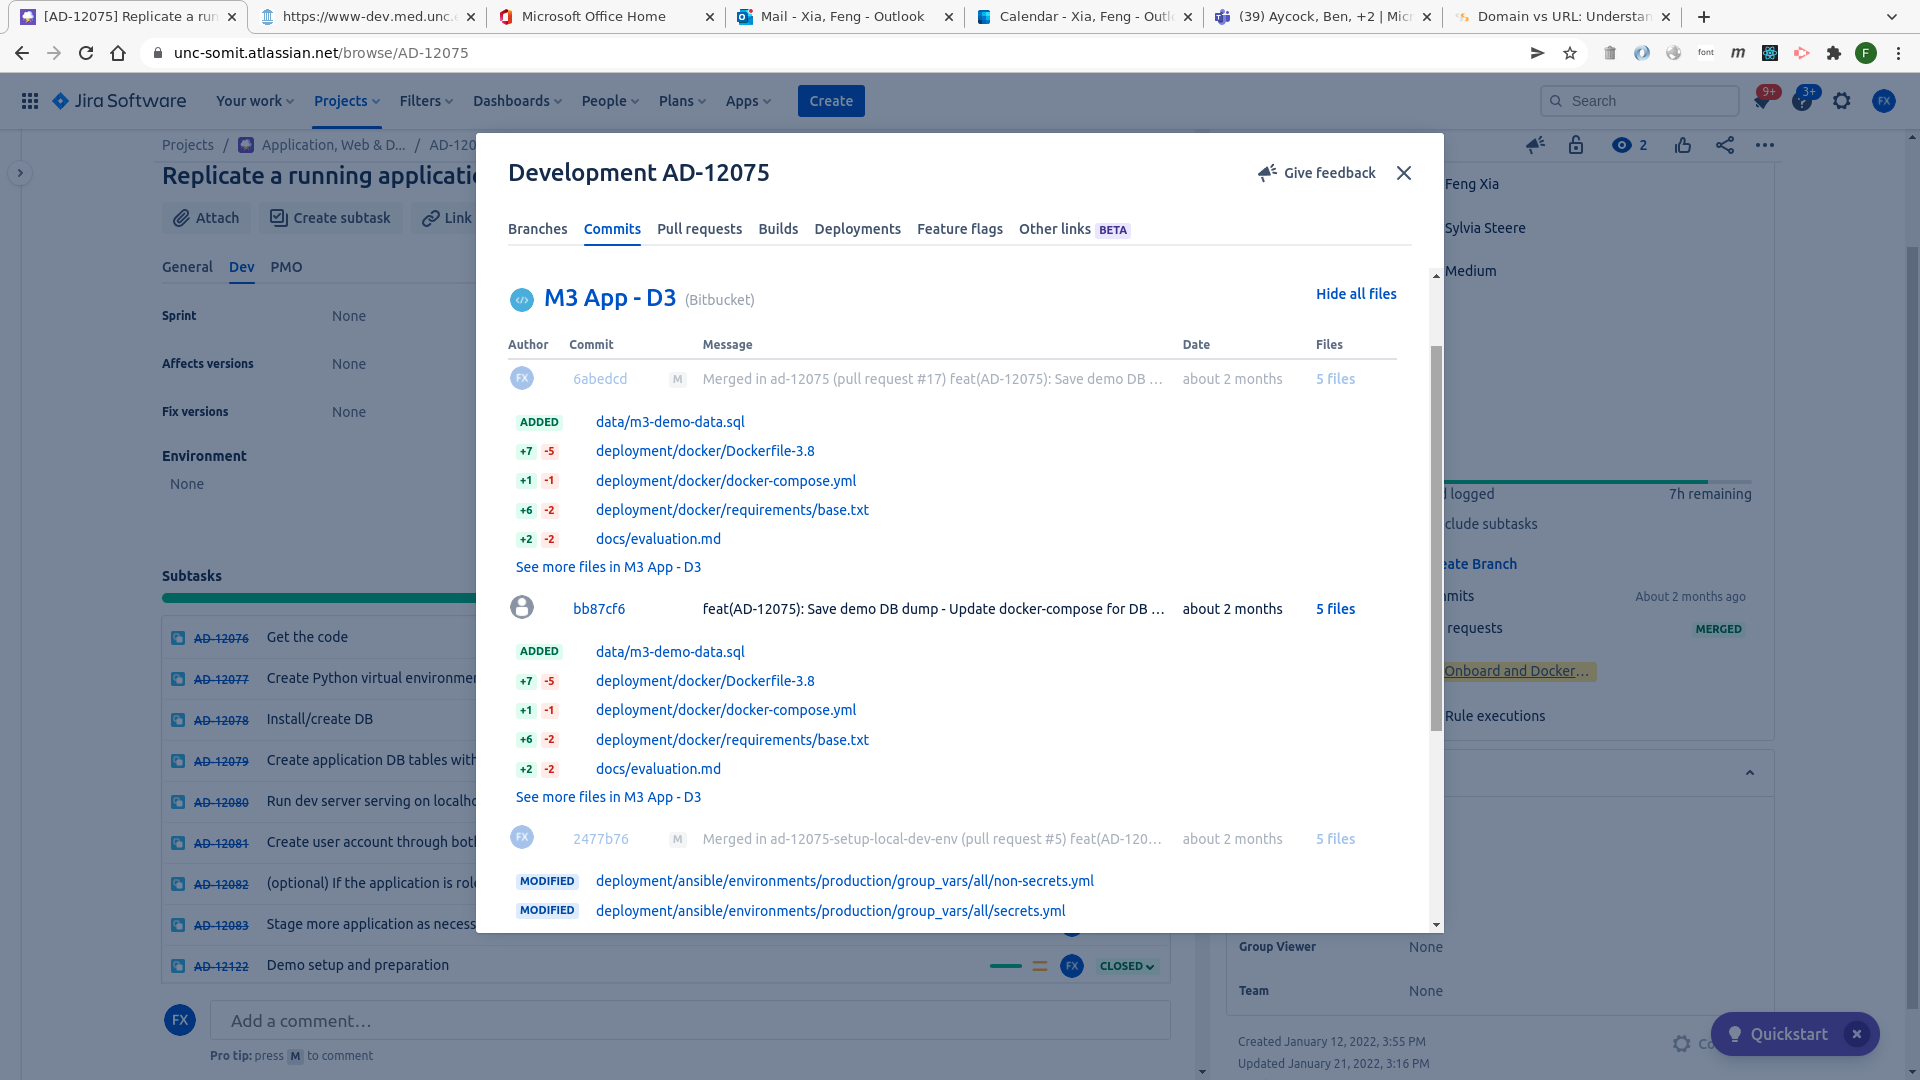 [AD-12075] Replicate a run
https://www-dev.med.unc.e
Microsoft Office Home
Mail - Xia, Feng - Outlook
Calendar - Xia, Feng - Outl
(39) Aycock, Ben, +2 | Micr
Domain vs URL: Understan
unc-somit.atlassian.net/browse/AD-12075
font
m
F
Jira Software
Your work
Projects
Filters
Dashboards
People
Plans
Apps
Create
Search
9+
3+
FX
Projects / Application, Web & D... / AD-120
2
Replicate a running applicatio
Attach
Create subtask
Link
General
Dev
PMO
Sprint None
Affects versions None
Fix versions None
Environment
None
Subtasks
AD-12076 Get the code
AD-12077 Create Python virtual environmen
AD-12078 Install/create DB
AD-12079 Create application DB tables with
AD-12080 Run dev server serving on localho
AD-12081 Create user account through bot
AD-12082 (optional) If the application is role
AD-12083 Stage more application as necess
AD-12122 Demo setup and preparation
FX
CLOSED
FX
Add a comment…
Pro tip: press M to comment
Development AD-12075
Give feedback
Branches
Commits
Pull requests
Builds
Deployments
Feature flags
Other links BETA
M3 App - D3 (Bitbucket)
Hide all files
Author Commit Message Date Files
FX 6abedcd M Merged in ad-12075 (pull request #17) feat(AD-12075): Save demo DB ... about 2 months 5 files
ADDED data/m3-demo-data.sql
+7 -5 deployment/docker/Dockerfile-3.8
+1 -1 deployment/docker/docker-compose.yml
+6 -2 deployment/docker/requirements/base.txt
+2 -2 docs/evaluation.md
See more files in M3 App - D3
bb87cf6 feat(AD-12075): Save demo DB dump - Update docker-compose for DB ... about 2 months 5 files
ADDED data/m3-demo-data.sql
+7 -5 deployment/docker/Dockerfile-3.8
+1 -1 deployment/docker/docker-compose.yml
+6 -2 deployment/docker/requirements/base.txt
+2 -2 docs/evaluation.md
See more files in M3 App - D3
FX 2477b76 M Merged in ad-12075-setup-local-dev-env (pull request #5) feat(AD-120... about 2 months 5 files
MODIFIED deployment/ansible/environments/production/group_vars/all/non-secrets.yml
MODIFIED deployment/ansible/environments/production/group_vars/all/secrets.yml
Feng Xia
Sylvia Steere
Medium
d logged
7h remaining
clude subtasks
eate Branch
mmits
About 2 months ago
requests
MERGED
Onboard and Docker…
Rule executions
Group Viewer None
Team None
Created January 12, 2022, 3:55 PM
Updated January 21, 2022, 3:16 PM
Co
Quickstart